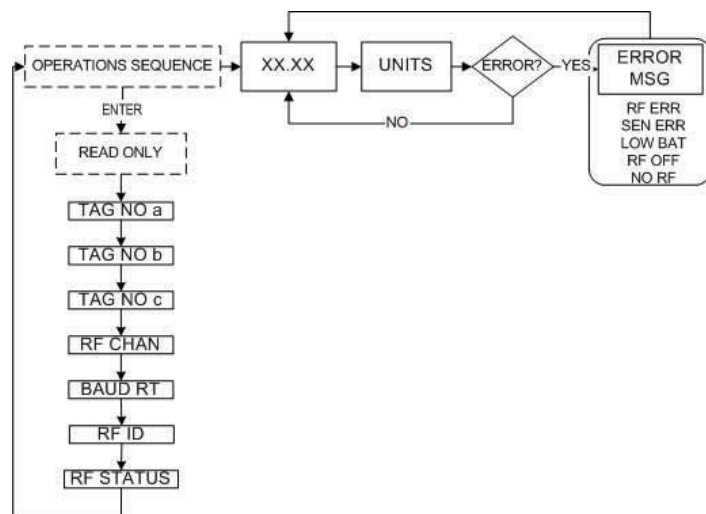 OPERATIONS SEQUENCE
XX.XX
UNITS
ERROR?
YES
ERROR
MSG
RF ERR
SEN ERR
LOW BAT
RF OFF
NO RF
NO
ENTER
READ ONLY
TAG NO a
TAG NO b
TAG NO c
RF CHAN
BAUD RT
RF ID
RF STATUS